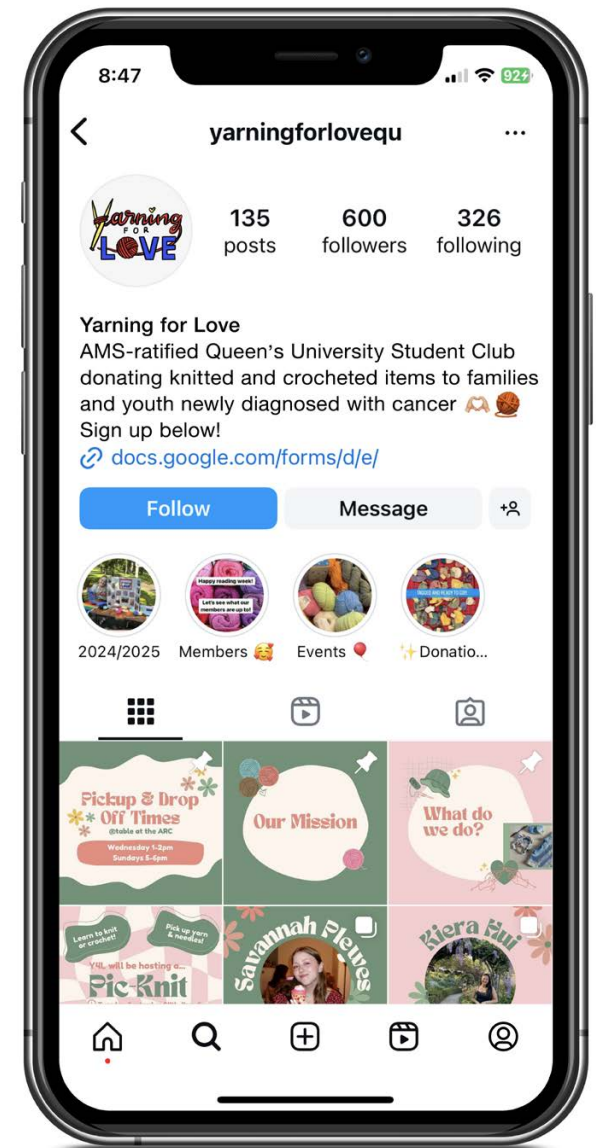 8:47
92
yarningforlovequ
Yarning
FOR
LOVE
135
posts
600
followers
326
following
Yarning for Love
AMS-ratified Queen's University Student Club
donating knitted and crocheted items to families
and youth newly diagnosed with cancer 🫶🏼🧶
Sign up below!
docs.google.com/forms/d/e/
Follow
Message
Happy reading week!
Let's see what our
members are up to!
2024/2025
Members 🥰
Events 🎈
✨Donatio...
Pickup & Drop
Off Times
@table at the ARC
Wednesday 1-2pm
Sundays 5-6pm
Our Mission
What do
we do?
Learn to knit
or crochet!
Pick up yarn
& needles!
Y4L will be hosting a...
Pic-Knit
Savannah Plewes
Kiera Hui